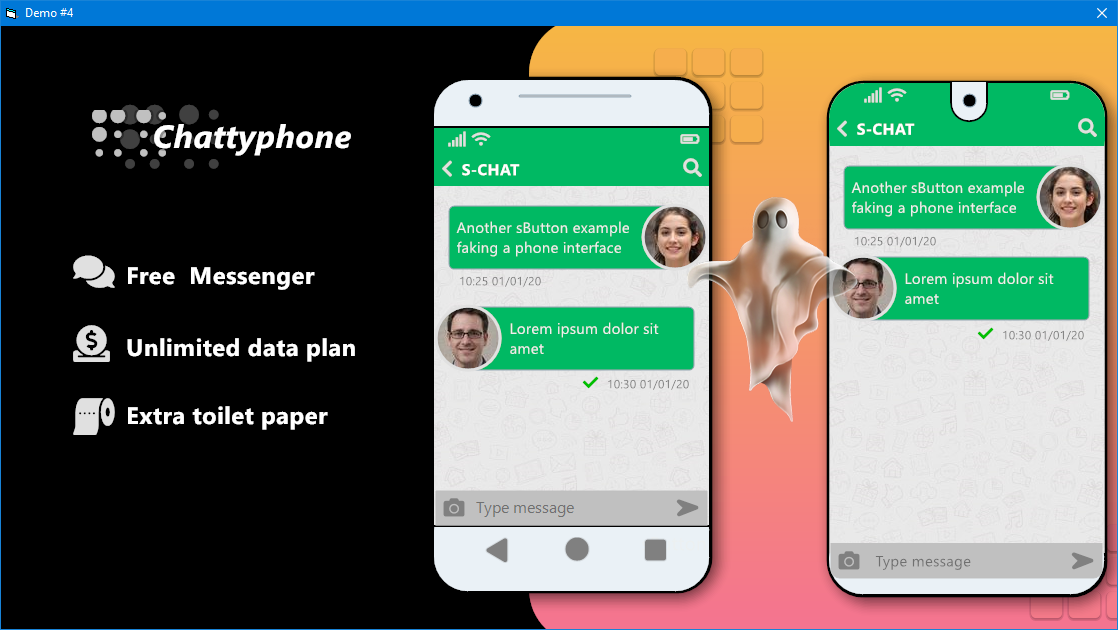 Demo #4
Chattyphone
Free  Messenger
Unlimited data plan
Extra toilet paper
S-CHAT
Another sButton example
faking a phone interface
10:25 01/01/20
Lorem ipsum dolor sit
amet
10:30 01/01/20
Type message
S-CHAT
Another sButton example
faking a phone interface
10:25 01/01/20
Lorem ipsum dolor sit
amet
10:30 01/01/20
Type message